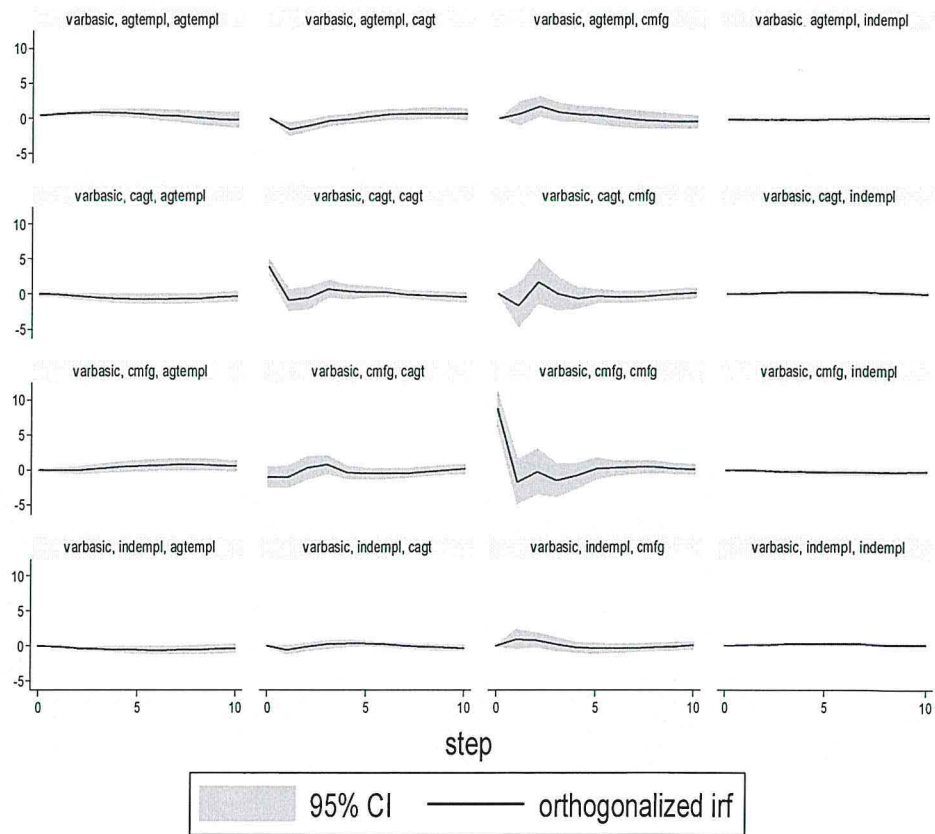 varbasic, agtempl, agtempl varbasic, agtempl, cagt varbasic, agtempl, cmfg varbasic, agtempl, indempl
10
5
0
-5
varbasic, cagt, agtempl varbasic, cagt, cagt varbasic, cagt, cmfg varbasic, cagt, indempl
10
5
0
-5
varbasic, cmfg, agtempl varbasic, cmfg, cagt varbasic, cmfg, cmfg varbasic, cmfg, indempl
10
5
0
-5
varbasic, indempl, agtempl varbasic, indempl, cagt varbasic, indempl, cmfg varbasic, indempl, indempl
10
5
0
-5
0 5 10 0 5 10 0 5 10 0 5 10
step
95% CI orthogonalized irf